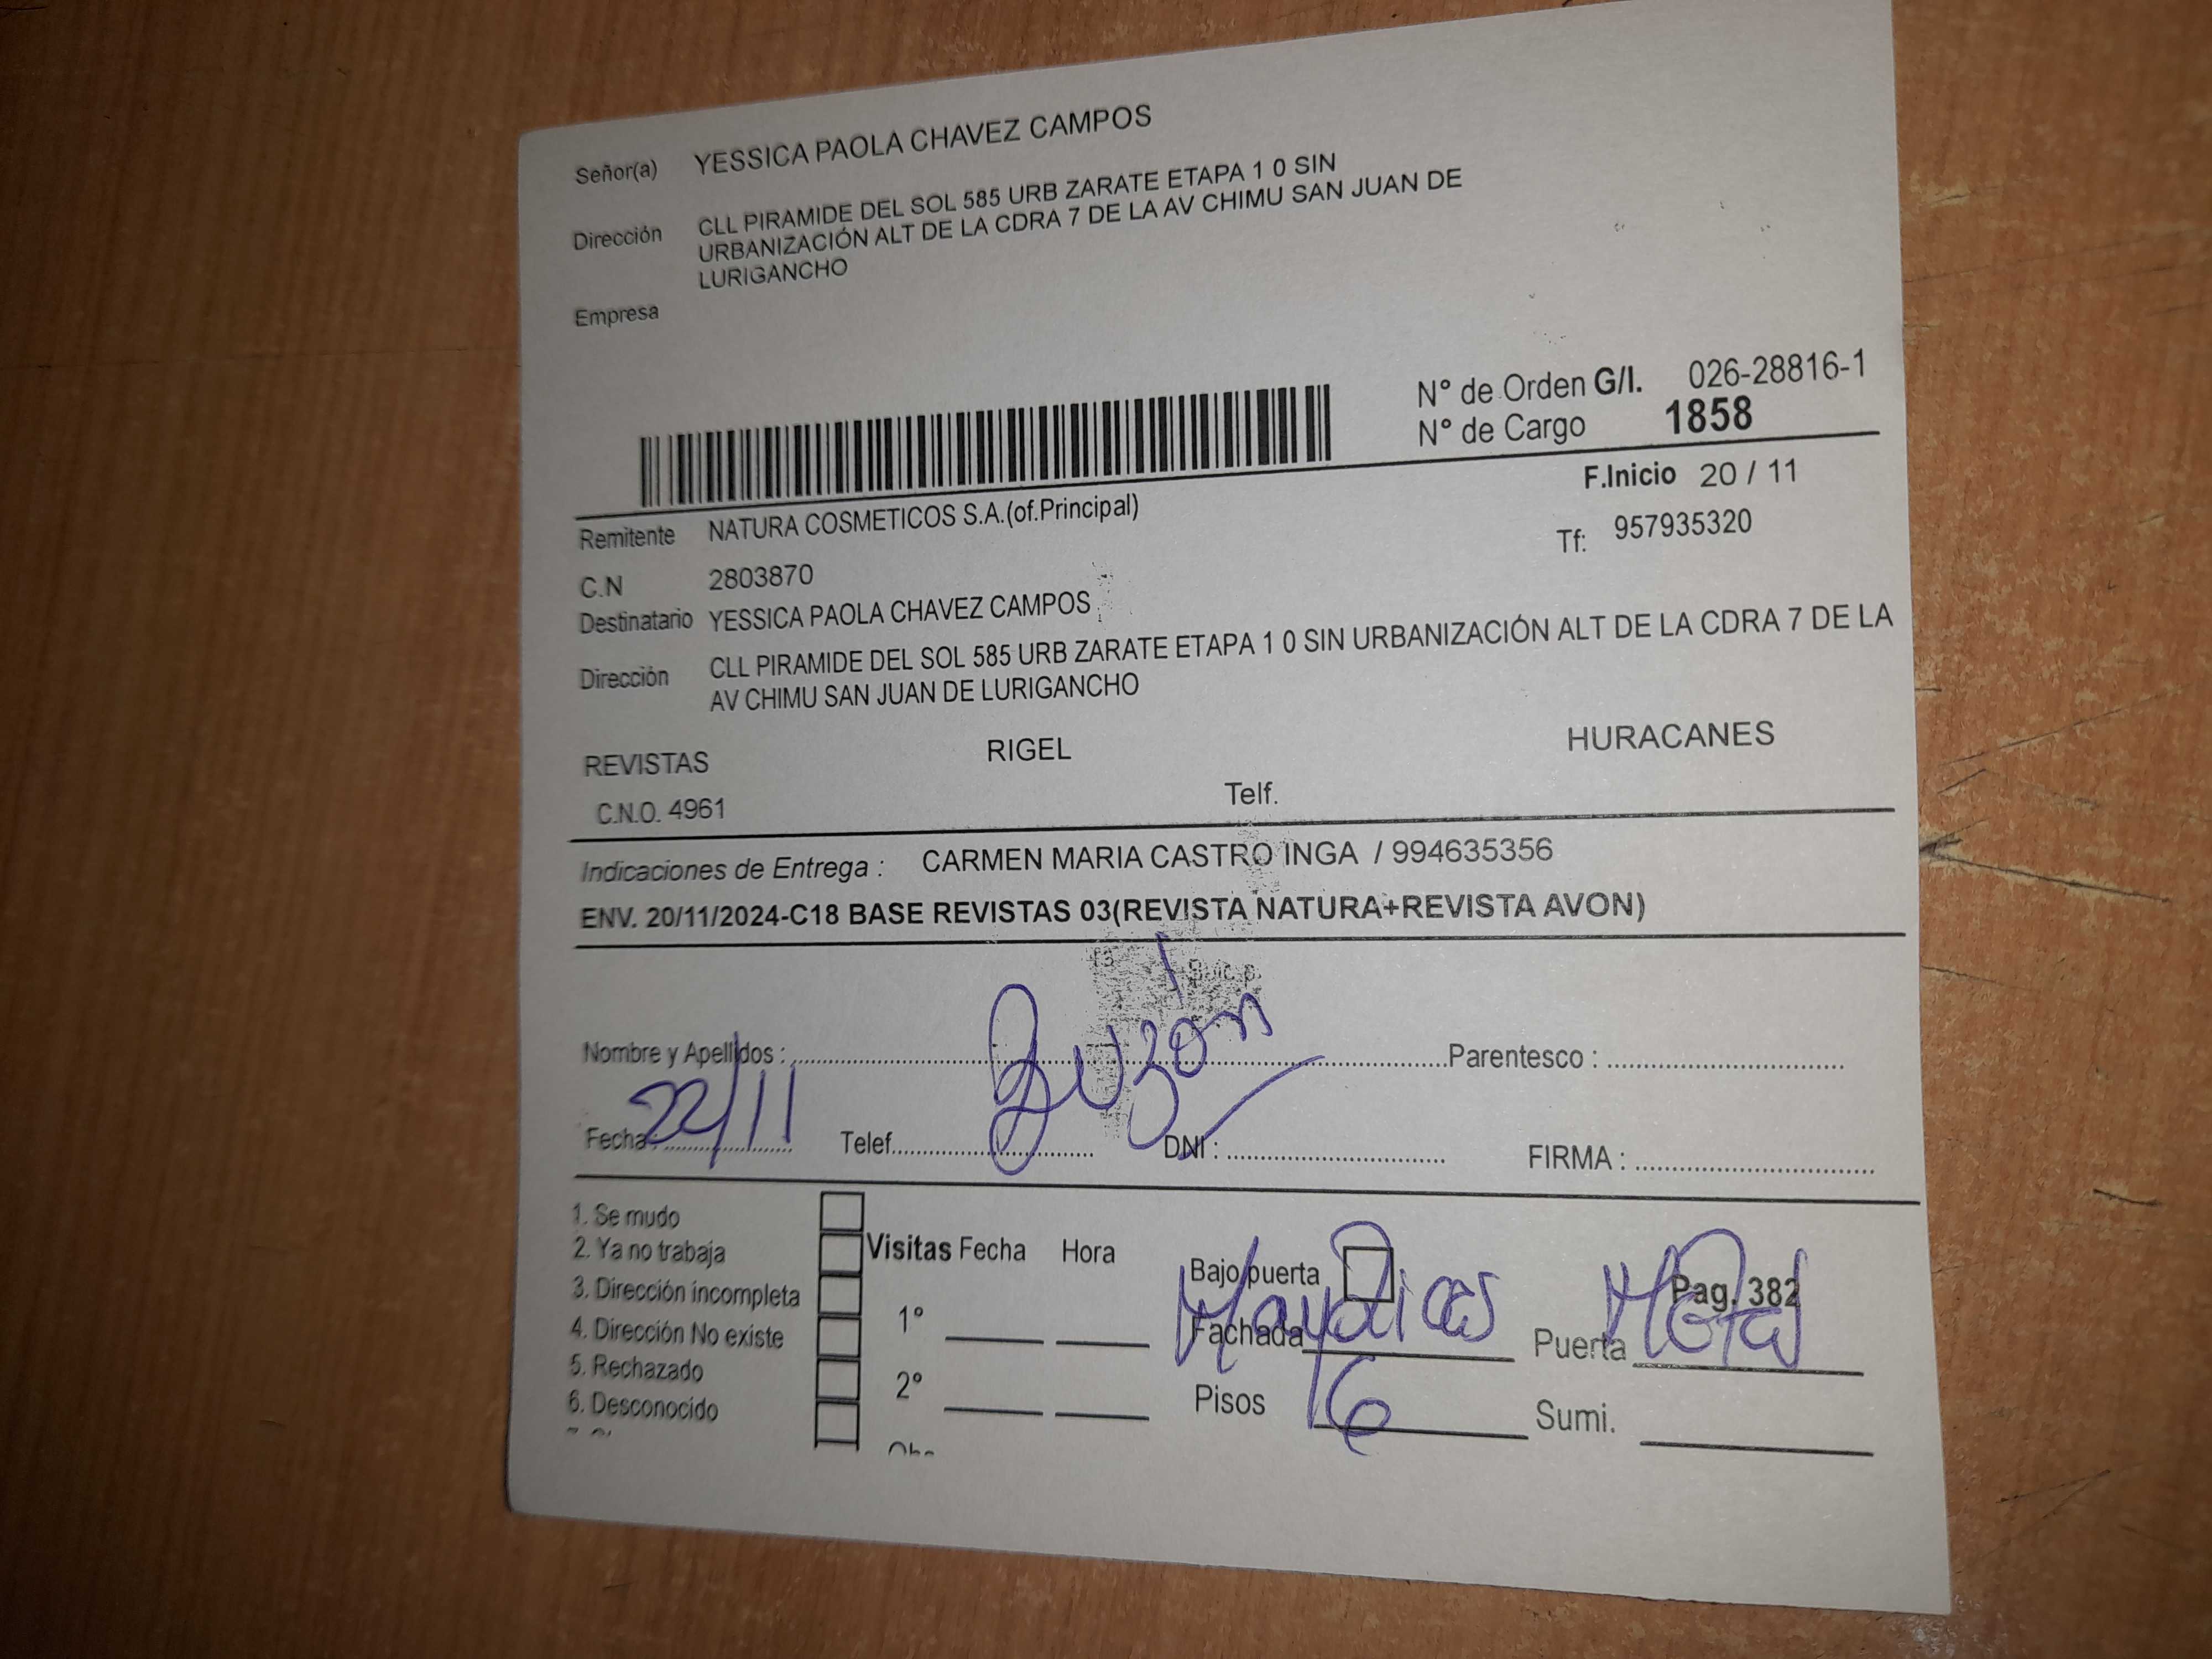 Señor(a) YESSICA PAOLA CHAVEZ CAMPOS
Dirección CLL PIRAMIDE DEL SOL 585 URB ZARATE ETAPA 1 0 SIN
URBANIZACIÓN ALT DE LA CDRA 7 DE LA AV CHIMU SAN JUAN DE
LURIGANCHO
Empresa
N° de Orden G/I. 026-28816-1
N° de Cargo 1858
F.Inicio 20 / 11
Remitente NATURA COSMETICOS S.A.(of.Principal)
Tf: 957935320
C.N 2803870
Destinatario YESSICA PAOLA CHAVEZ CAMPOS
Dirección CLL PIRAMIDE DEL SOL 585 URB ZARATE ETAPA 1 0 SIN URBANIZACIÓN ALT DE LA CDRA 7 DE LA
AV CHIMU SAN JUAN DE LURIGANCHO
REVISTAS RIGEL HURACANES
C.N.O. 4961 Telf.
Indicaciones de Entrega : CARMEN MARIA CASTRO INGA / 994635356
ENV. 20/11/2024-C18 BASE REVISTAS 03(REVISTA NATURA+REVISTA AVON)
Nombre y Apellidos : Buzón Parentesco :
Fecha : 22/11 Telef. DNI : FIRMA :
1. Se mudo
2. Ya no trabaja
3. Dirección incompleta
4. Dirección No existe
5. Rechazado
6. Desconocido
Visitas Fecha Hora
1°
2°
Bajo puerta Pag. 382
Fachada Puerta
Pisos Sumi.